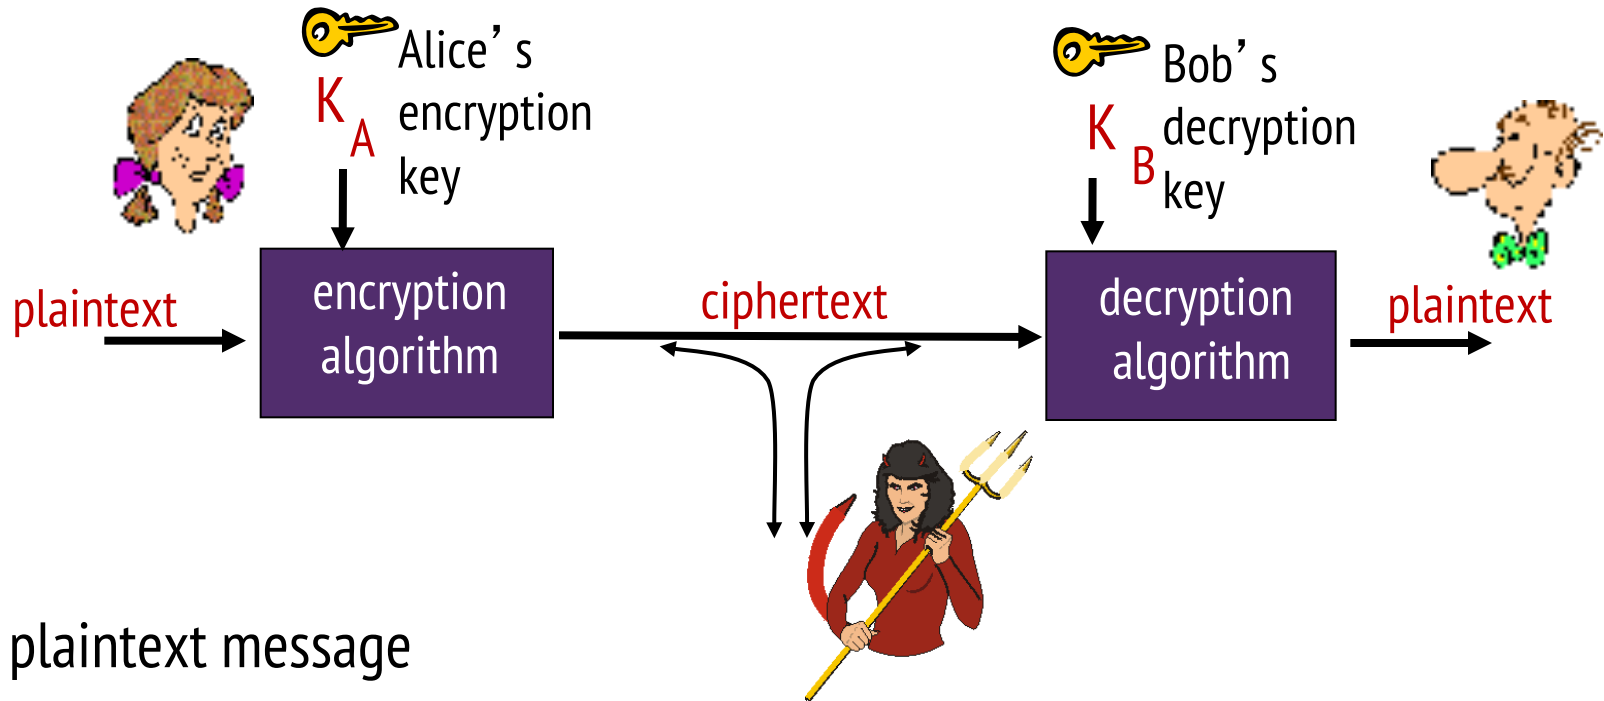 Alice’s
encryption
key
K
A
Bob’s
decryption
key
K
B
plaintext
encryption
algorithm
ciphertext
decryption
algorithm
plaintext
plaintext message